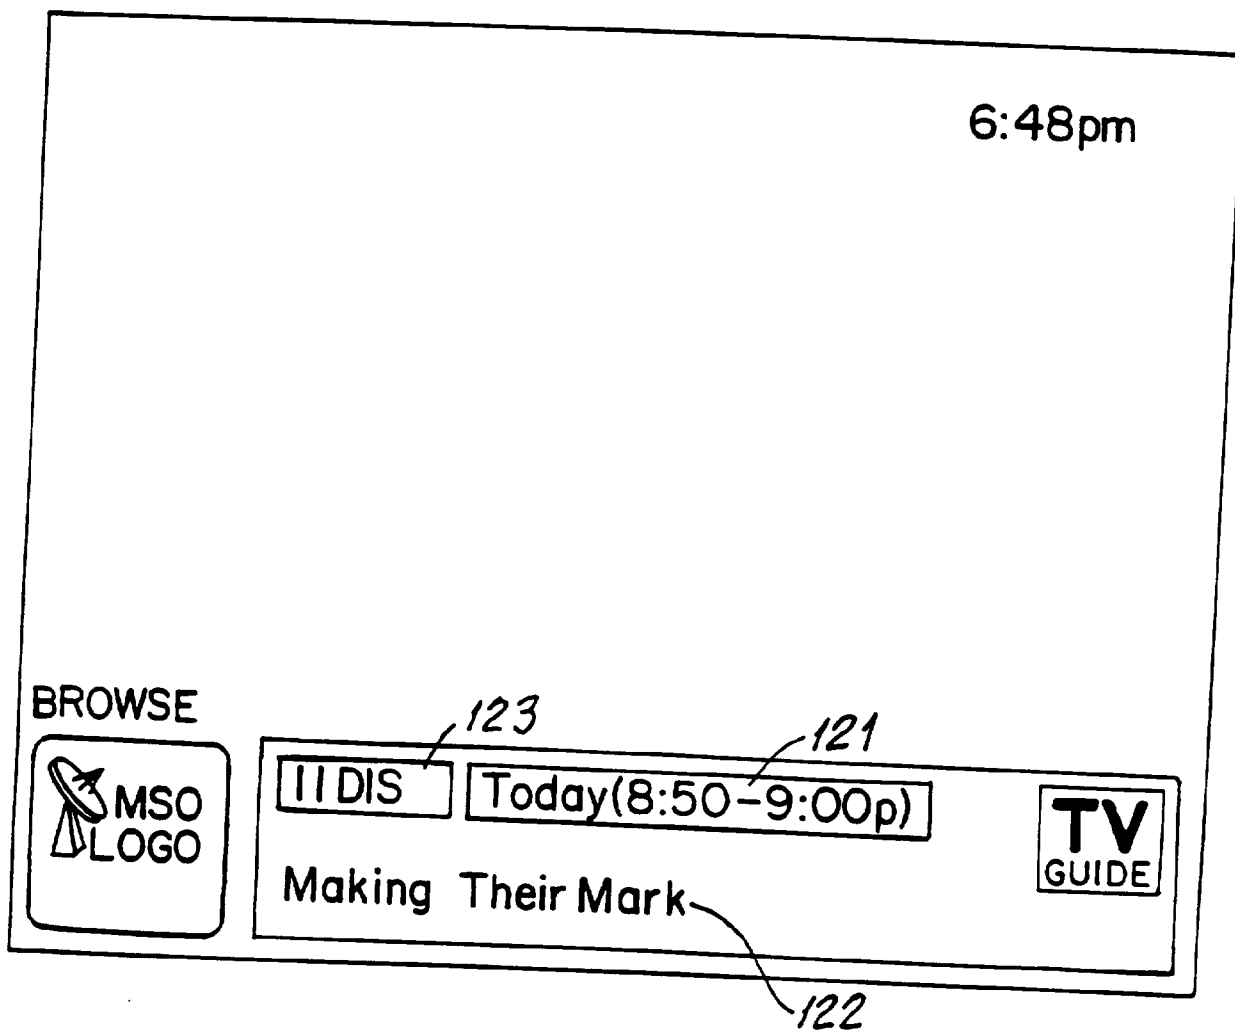 6:48pm
BROWSE
123
121
MSO
LOGO
11 DIS
Today(8:50-9:00p)
TV
GUIDE
Making Their Mark
122